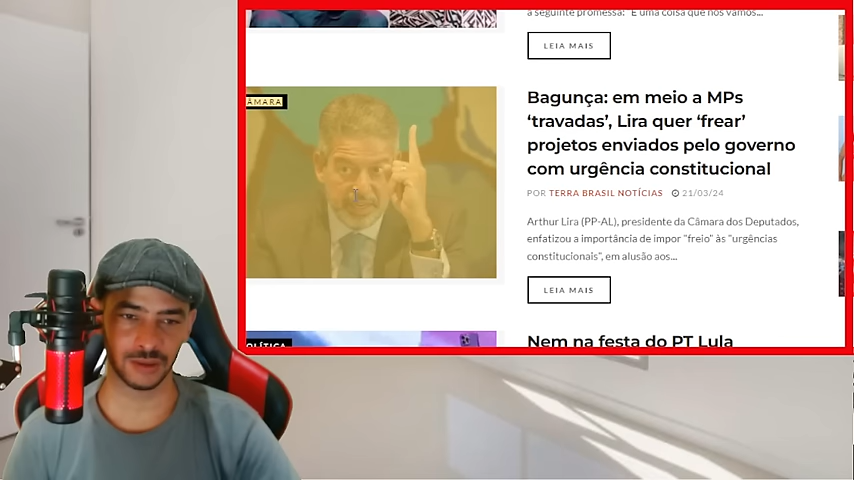 a seguinte promessa: "É uma coisa que nós vamos...
LEIA MAIS
ÂMARA
Bagunça: em meio a MPs
‘travadas’, Lira quer ‘frear’
projetos enviados pelo governo
com urgência constitucional
POR TERRA BRASIL NOTÍCIAS 21/03/24
Arthur Lira (PP-AL), presidente da Câmara dos Deputados,
enfatizou a importância de impor "freio" às "urgências
constitucionais", em alusão aos...
LEIA MAIS
OLÍTICA
Nem na festa do PT Lula